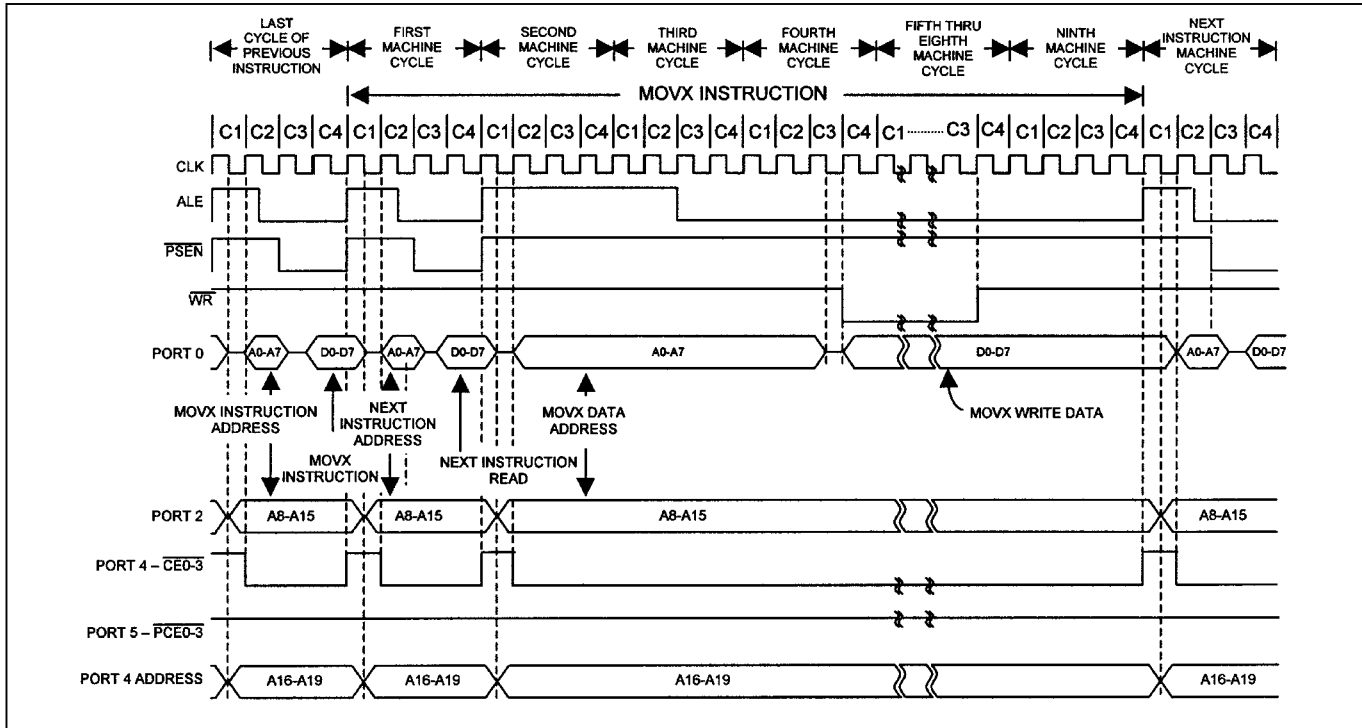 LAST
CYCLE OF
PREVIOUS
INSTRUCTION
FIRST
MACHINE
CYCLE
SECOND
MACHINE
CYCLE
THIRD
MACHINE
CYCLE
FOURTH
MACHINE
CYCLE
FIFTH THRU
EIGHTH
MACHINE
CYCLE
NINTH
MACHINE
CYCLE
NEXT
INSTRUCTION
MACHINE
CYCLE
MOVX INSTRUCTION
C1 C2 C3 C4 C1 C2 C3 C4 C1 C2 C3 C4 C1 C2 C3 C4 C1 C2 C3 C4 C1 ........ C3 C4 C1 C2 C3 C4 C1 C2 C3 C4
CLK
ALE
PSEN
WR
PORT 0 A0-A7 D0-D7 A0-A7 D0-D7 A0-A7 D0-D7 A0-A7 D0-D7
MOVX INSTRUCTION
ADDRESS
MOVX
INSTRUCTION
NEXT
INSTRUCTION
ADDRESS
NEXT INSTRUCTION
READ
MOVX DATA
ADDRESS
MOVX WRITE DATA
PORT 2 A8-A15 A8-A15 A8-A15 A8-A15
PORT 4 – CE0-3
PORT 5 – PCE0-3
PORT 4 ADDRESS A16-A19 A16-A19 A16-A19 A16-A19